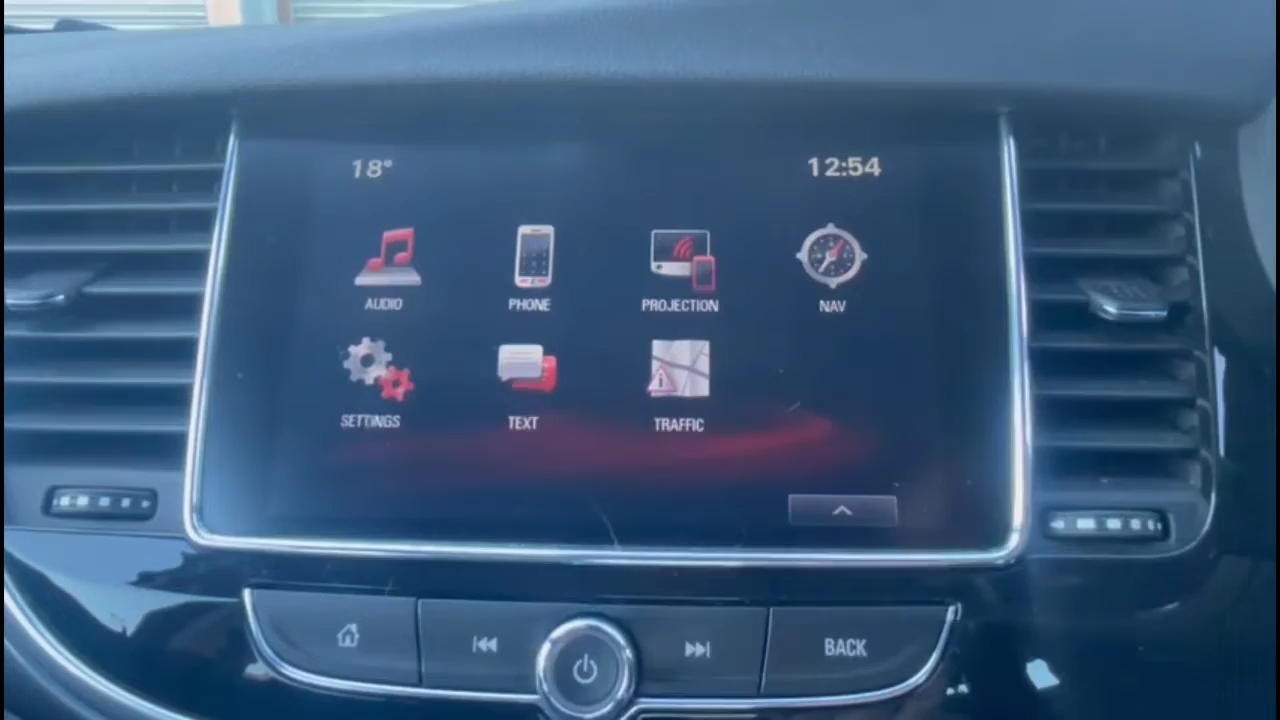 18° 12:54
AUDIO PHONE PROJECTION NAV
SETTINGS TEXT TRAFFIC
BACK